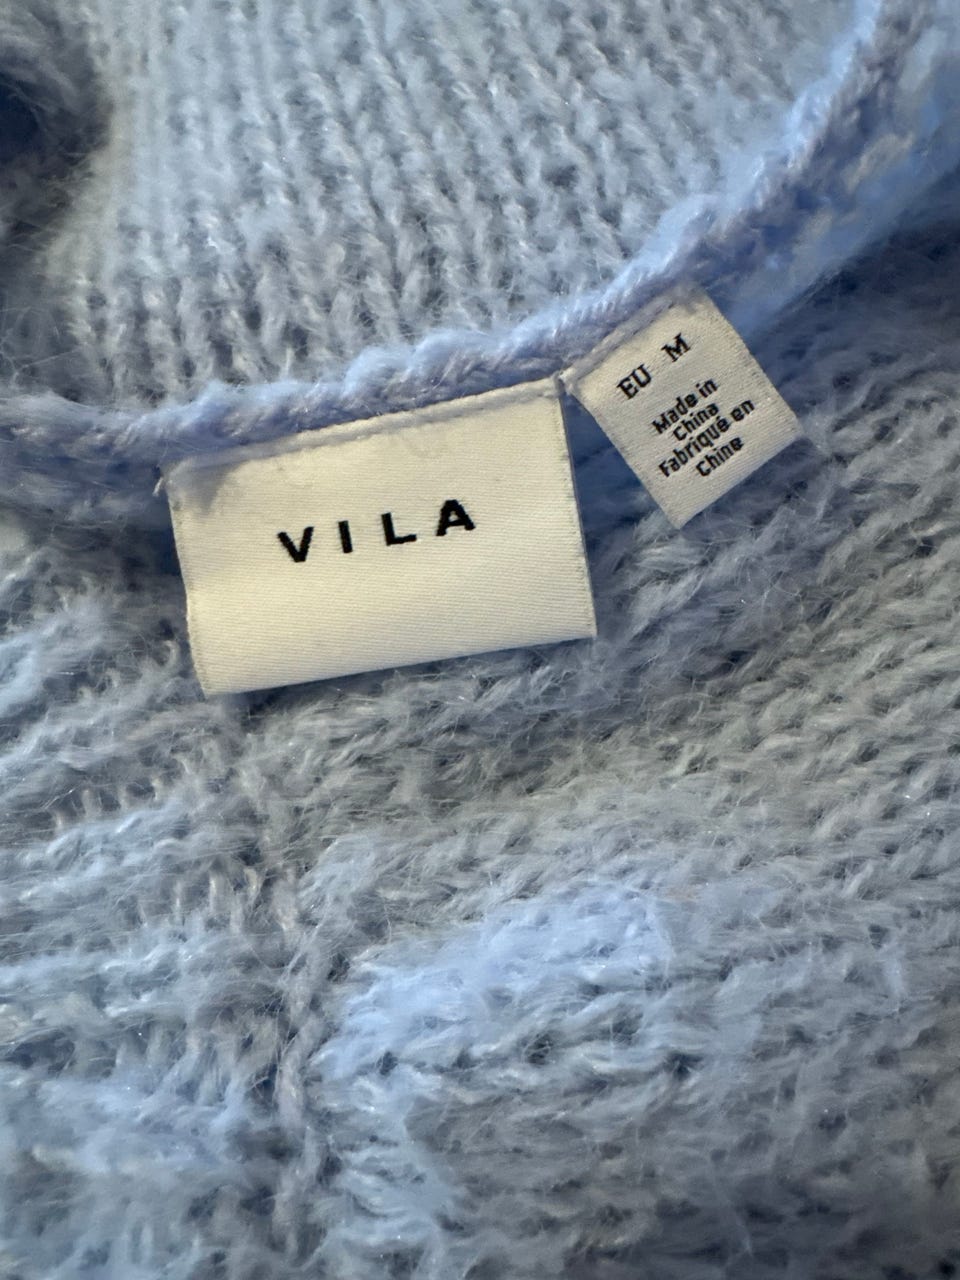 VILA
EU M
Made in
China
Fabriqué en
Chine